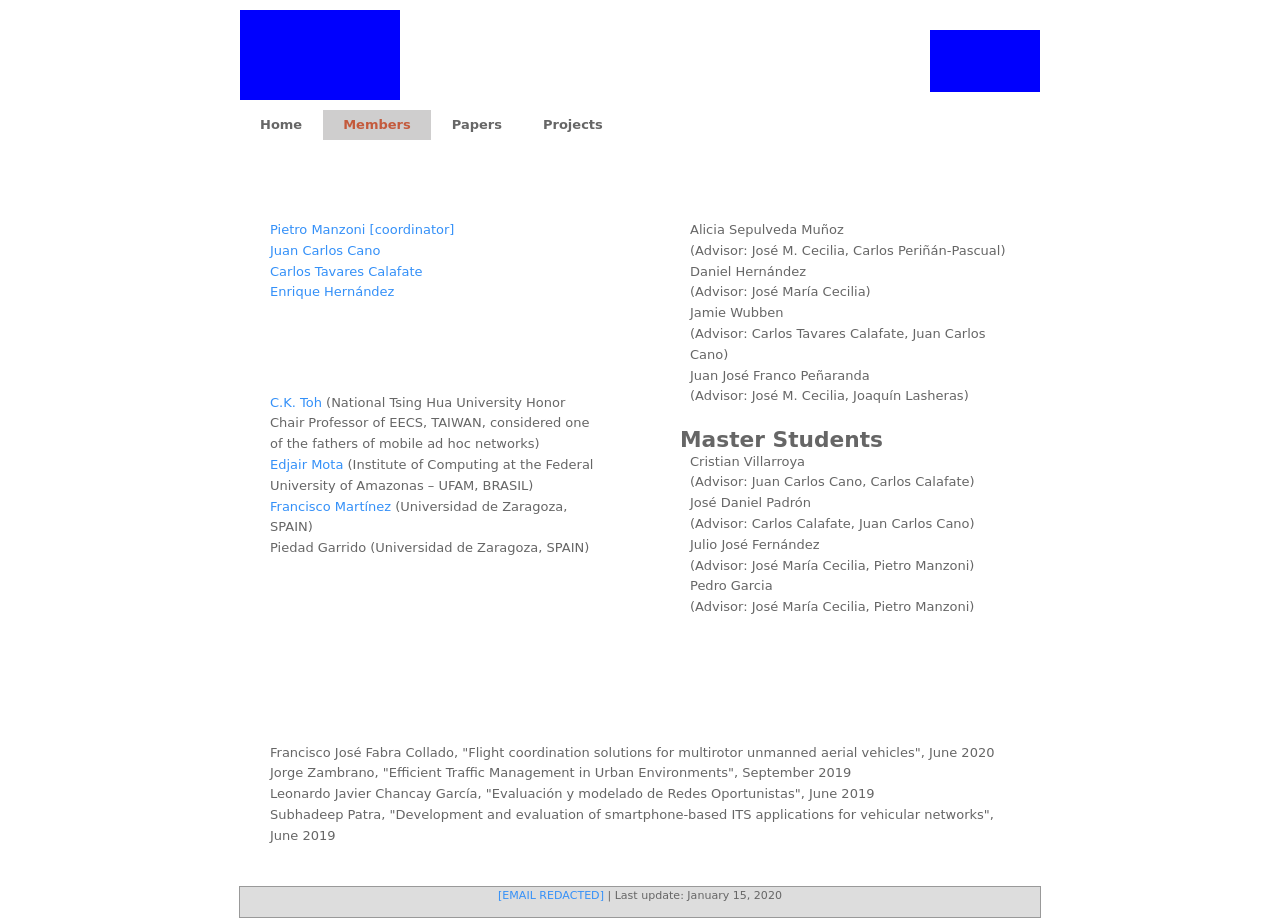 Home
Members
Papers
Projects
Pietro Manzoni [coordinator]
Juan Carlos Cano
Carlos Tavares Calafate
Enrique Hernández
C.K. Toh (National Tsing Hua University Honor
Chair Professor of EECS, TAIWAN, considered one
of the fathers of mobile ad hoc networks)
Edjair Mota (Institute of Computing at the Federal
University of Amazonas – UFAM, BRASIL)
Francisco Martínez (Universidad de Zaragoza,
SPAIN)
Piedad Garrido (Universidad de Zaragoza, SPAIN)
Alicia Sepulveda Muñoz
(Advisor: José M. Cecilia, Carlos Periñán-Pascual)
Daniel Hernández
(Advisor: José María Cecilia)
Jamie Wubben
(Advisor: Carlos Tavares Calafate, Juan Carlos
Cano)
Juan José Franco Peñaranda
(Advisor: José M. Cecilia, Joaquín Lasheras)
Master Students
Cristian Villarroya
(Advisor: Juan Carlos Cano, Carlos Calafate)
José Daniel Padrón
(Advisor: Carlos Calafate, Juan Carlos Cano)
Julio José Fernández
(Advisor: José María Cecilia, Pietro Manzoni)
Pedro Garcia
(Advisor: José María Cecilia, Pietro Manzoni)
Francisco José Fabra Collado, "Flight coordination solutions for multirotor unmanned aerial vehicles", June 2020
Jorge Zambrano, "Efficient Traffic Management in Urban Environments", September 2019
Leonardo Javier Chancay García, "Evaluación y modelado de Redes Oportunistas", June 2019
Subhadeep Patra, "Development and evaluation of smartphone-based ITS applications for vehicular networks",
June 2019
[EMAIL REDACTED] | Last update: January 15, 2020